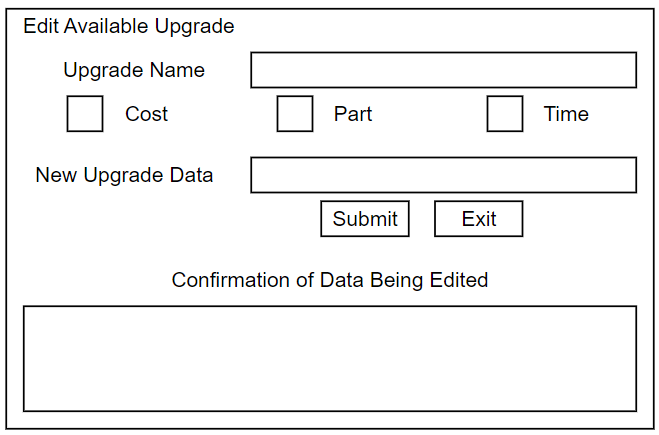 Edit Available Upgrade
Upgrade Name
Cost Part Time
New Upgrade Data
Submit Exit
Confirmation of Data Being Edited